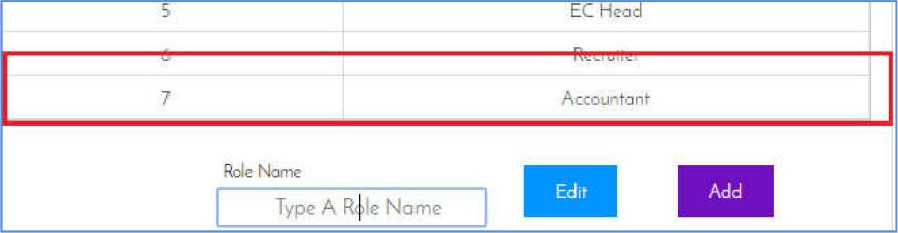 5 EC Head
6 Recruiter
7 Accountant
Role Name
Type A Role Name Edit Add